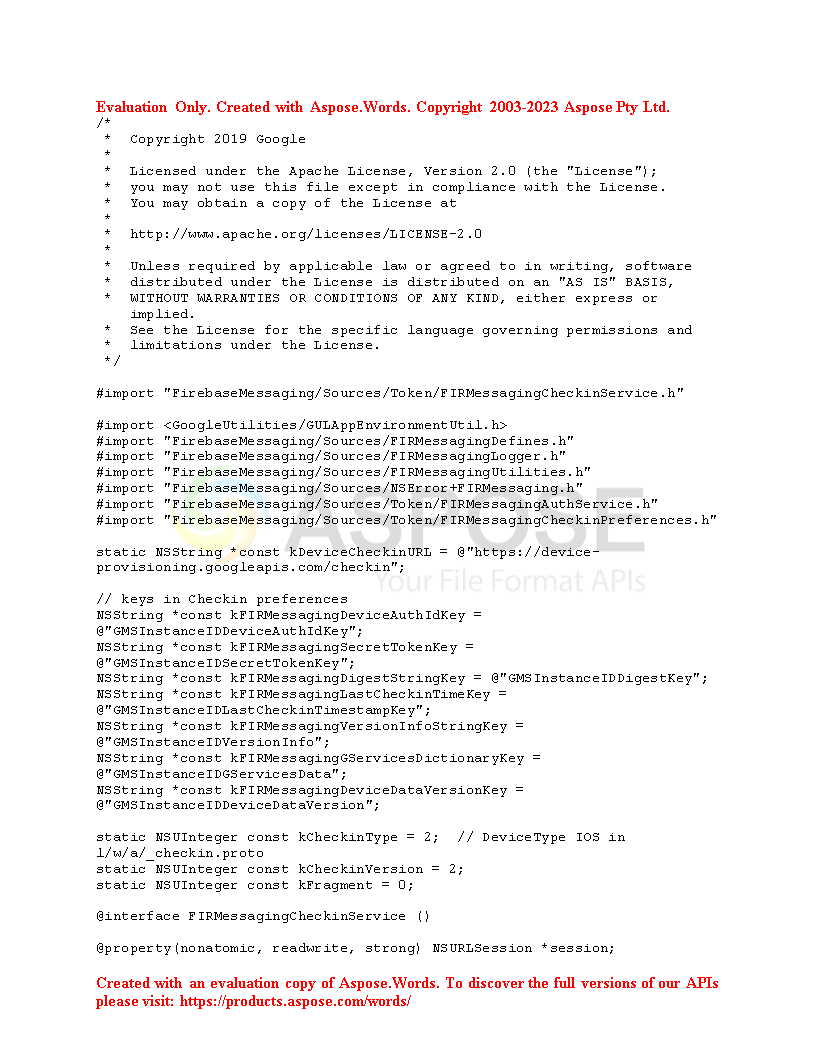 Evaluation Only. Created with Aspose.Words. Copyright 2003-2023 Aspose Pty Ltd.
/*
 *  Copyright 2019 Google
 *
 *  Licensed under the Apache License, Version 2.0 (the "License");
 *  you may not use this file except in compliance with the License.
 *  You may obtain a copy of the License at
 *
 *  http://www.apache.org/licenses/LICENSE-2.0
 *
 *  Unless required by applicable law or agreed to in writing, software
 *  distributed under the License is distributed on an "AS IS" BASIS,
 *  WITHOUT WARRANTIES OR CONDITIONS OF ANY KIND, either express or
    implied.
 *  See the License for the specific language governing permissions and
 *  limitations under the License.
 */

#import "FirebaseMessaging/Sources/Token/FIRMessagingCheckinService.h"

#import <GoogleUtilities/GULAppEnvironmentUtil.h>
#import "FirebaseMessaging/Sources/FIRMessagingDefines.h"
#import "FirebaseMessaging/Sources/FIRMessagingLogger.h"
#import "FirebaseMessaging/Sources/FIRMessagingUtilities.h"
#import "FirebaseMessaging/Sources/NSError+FIRMessaging.h"
#import "FirebaseMessaging/Sources/Token/FIRMessagingAuthService.h"
#import "FirebaseMessaging/Sources/Token/FIRMessagingCheckinPreferences.h"
ASPOSE
static NSString *const kDeviceCheckinURL = @"https://device-
provisioning.googleapis.com/checkin";
Your File Format APIs
// keys in Checkin preferences
NSString *const kFIRMessagingDeviceAuthIdKey =
@"GMSInstanceIDDeviceAuthIdKey";
NSString *const kFIRMessagingSecretTokenKey =
@"GMSInstanceIDSecretTokenKey";
NSString *const kFIRMessagingDigestStringKey = @"GMSInstanceIDDigestKey";
NSString *const kFIRMessagingLastCheckinTimeKey =
@"GMSInstanceIDLastCheckinTimestampKey";
NSString *const kFIRMessagingVersionInfoStringKey =
@"GMSInstanceIDVersionInfo";
NSString *const kFIRMessagingGServicesDictionaryKey =
@"GMSInstanceIDGServicesData";
NSString *const kFIRMessagingDeviceDataVersionKey =
@"GMSInstanceIDDeviceDataVersion";

static NSUInteger const kCheckinType = 2;  // DeviceType IOS in
l/w/a/_checkin.proto
static NSUInteger const kCheckinVersion = 2;
static NSUInteger const kFragment = 0;

@interface FIRMessagingCheckinService ()

@property(nonatomic, readwrite, strong) NSURLSession *session;

Created with an evaluation copy of Aspose.Words. To discover the full versions of our APIs
please visit: https://products.aspose.com/words/